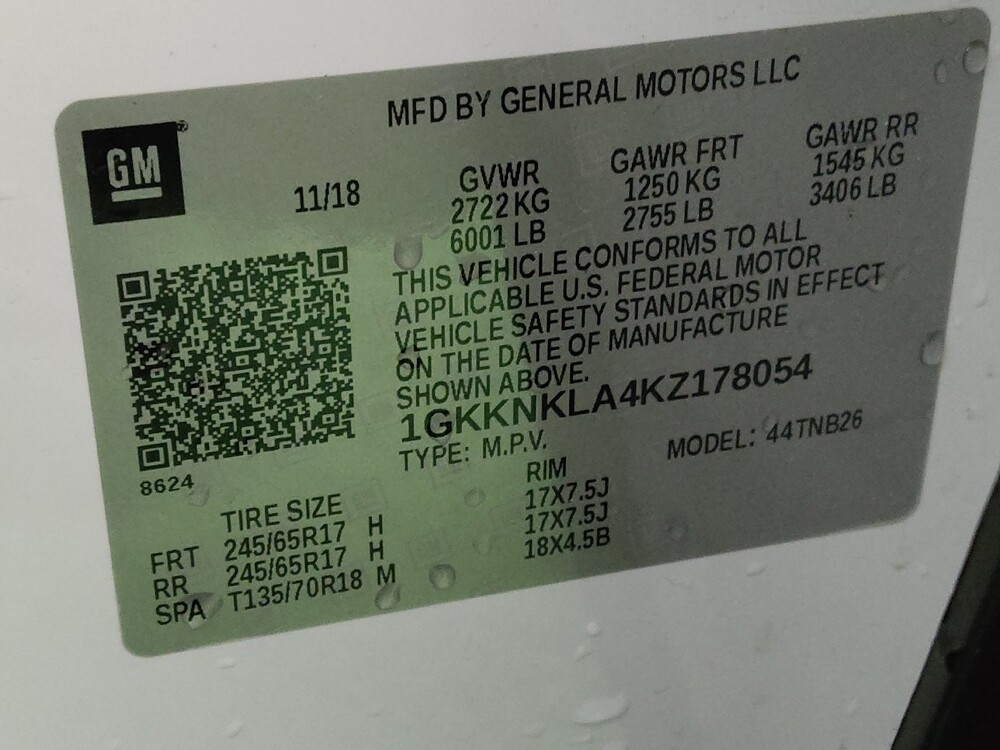 MFD BY GENERAL MOTORS LLC
GM
11/18
GVWR
2722 KG
6001 LB
GAWR FRT
1250 KG
2755 LB
GAWR RR
1545 KG
3406 LB
THIS VEHICLE CONFORMS TO ALL
APPLICABLE U.S. FEDERAL MOTOR
VEHICLE SAFETY STANDARDS IN EFFECT
ON THE DATE OF MANUFACTURE
SHOWN ABOVE.
1GKKNKLA4KZ178054
TYPE: M.P.V. MODEL: 44TNB26
8624
TIRE SIZE RIM
FRT 245/65R17 H 17X7.5J
RR 245/65R17 H 17X7.5J
SPA T135/70R18 M 18X4.5B